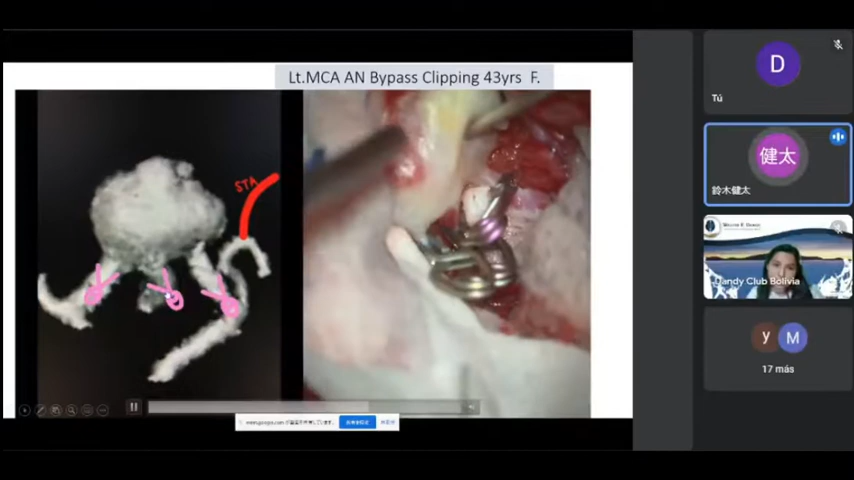 Lt.MCA AN Bypass Clipping 43yrs F.
STA
D
Tú
健太
鈴木健太
Dandy Club Bolivia
y M
17 más